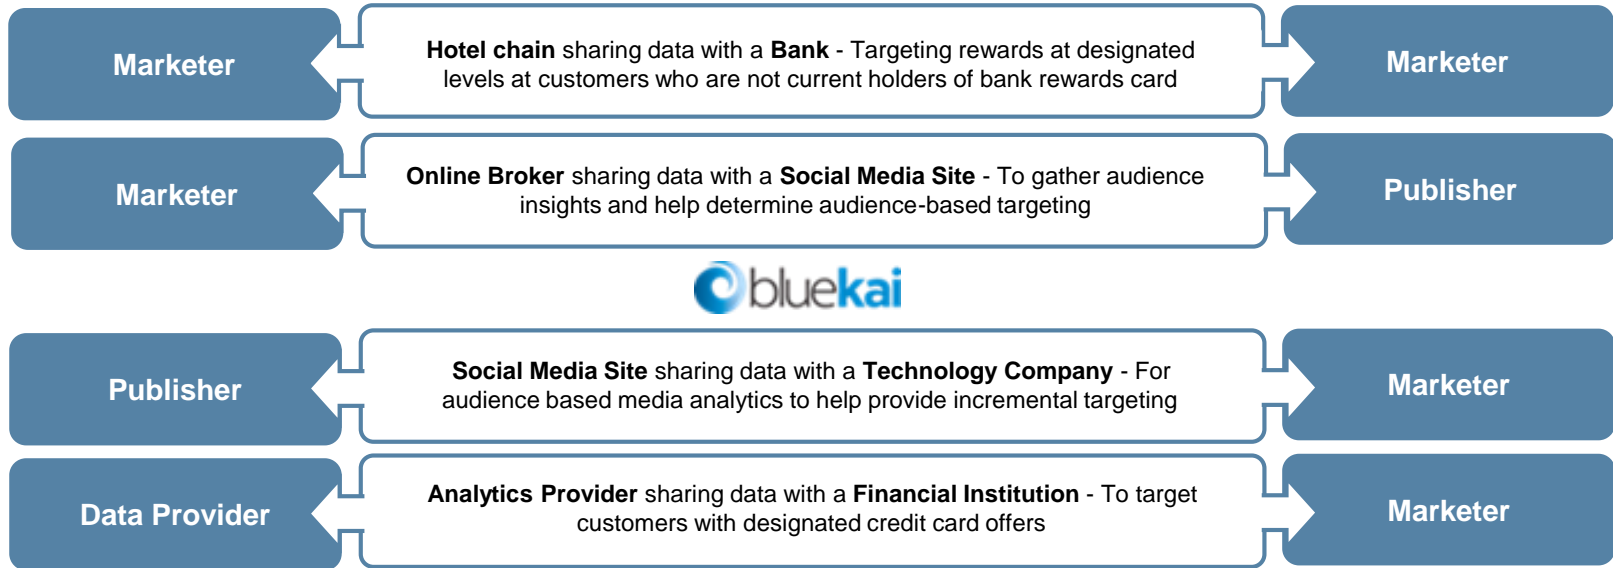 Marketer
Hotel chain sharing data with a Bank - Targeting rewards at designated
levels at customers who are not current holders of bank rewards card
Marketer
Marketer
Online Broker sharing data with a Social Media Site - To gather audience
insights and help determine audience-based targeting
Publisher
bluekai
Publisher
Social Media Site sharing data with a Technology Company - For
audience based media analytics to help provide incremental targeting
Marketer
Data Provider
Analytics Provider sharing data with a Financial Institution - To target
customers with designated credit card offers
Marketer